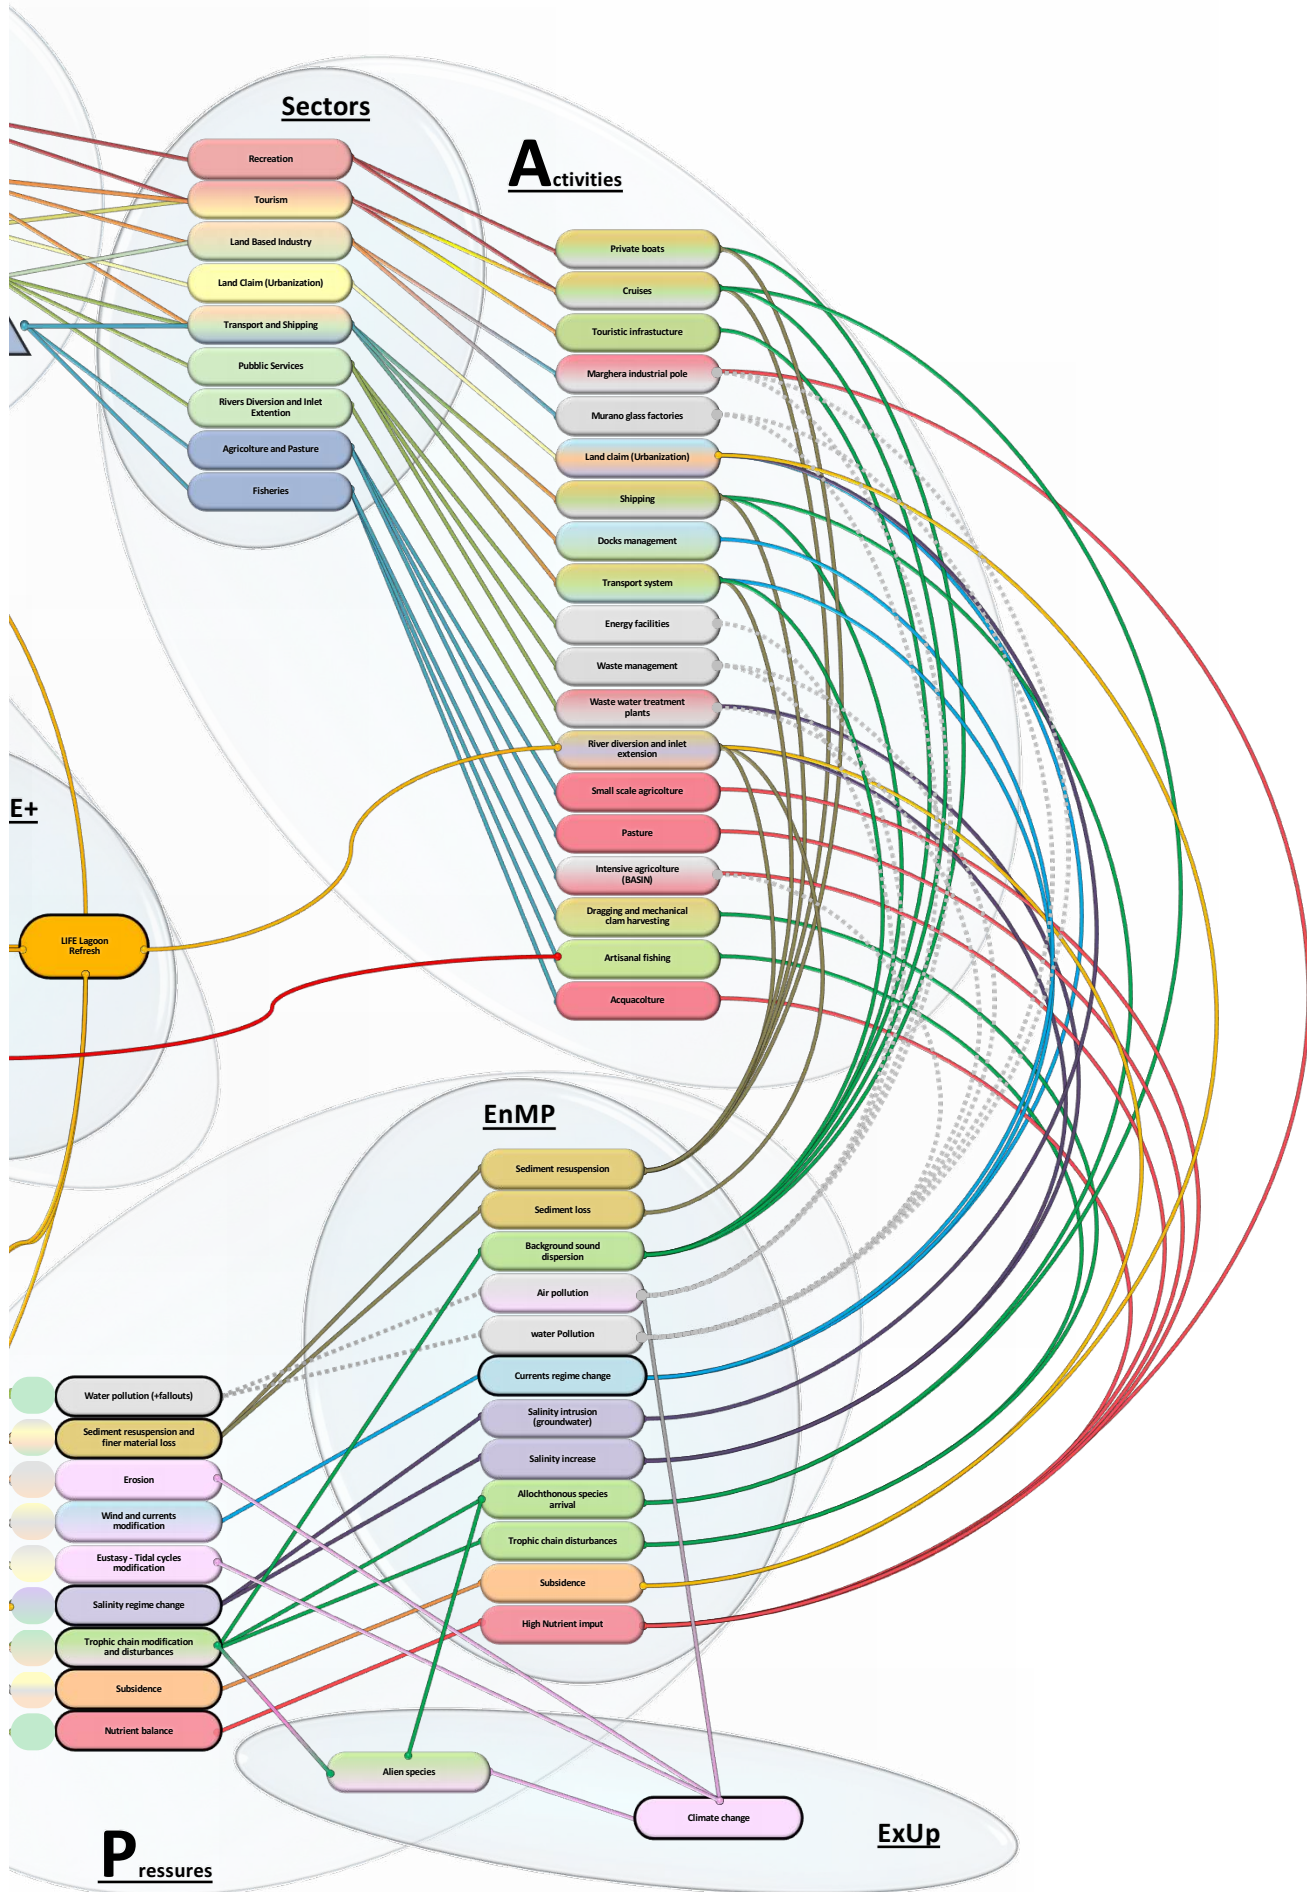 Sectors
Recreation
Tourism
Land Based Industry
Land Claim (Urbanization)
Transport and Shipping
Pubblic Services
Rivers Diversion and Inlet
Extention
Agriculture and Pasture
Fisheries
Activities
Private boats
Cruises
Touristic infrastucture
Marghera industrial pole
Murano glass factories
Land claim (Urbanization)
Shipping
Docks management
Transport system
Energy facilities
Waste management
Waste water treatment
plants
River diversion and inlet
extension
Small scale agricolture
Pasture
Intensive agricolture
(BASIN)
Dragging and mechanical
clam harvesting
Artisanal fishing
Acquacolture
E+
LIFE Lagoon
Refresh
EnMP
Sediment resuspension
Sediment loss
Background sound
dispersion
Air pollution
water Pollution
Currents regime change
Salinity intrusion
(groundwater)
Salinity increase
Allochthonous species
arrival
Trophic chain disturbances
Subsidence
High Nutrient imput
Water pollution (+fallouts)
Sediment resuspension and
finer material loss
Erosion
Wind and currents
modification
Eustasy - Tidal cycles
modification
Salinity regime change
Trophic chain modification
and disturbances
Subsidence
Nutrient balance
Alien species
Climate change
ExUp
Pressures